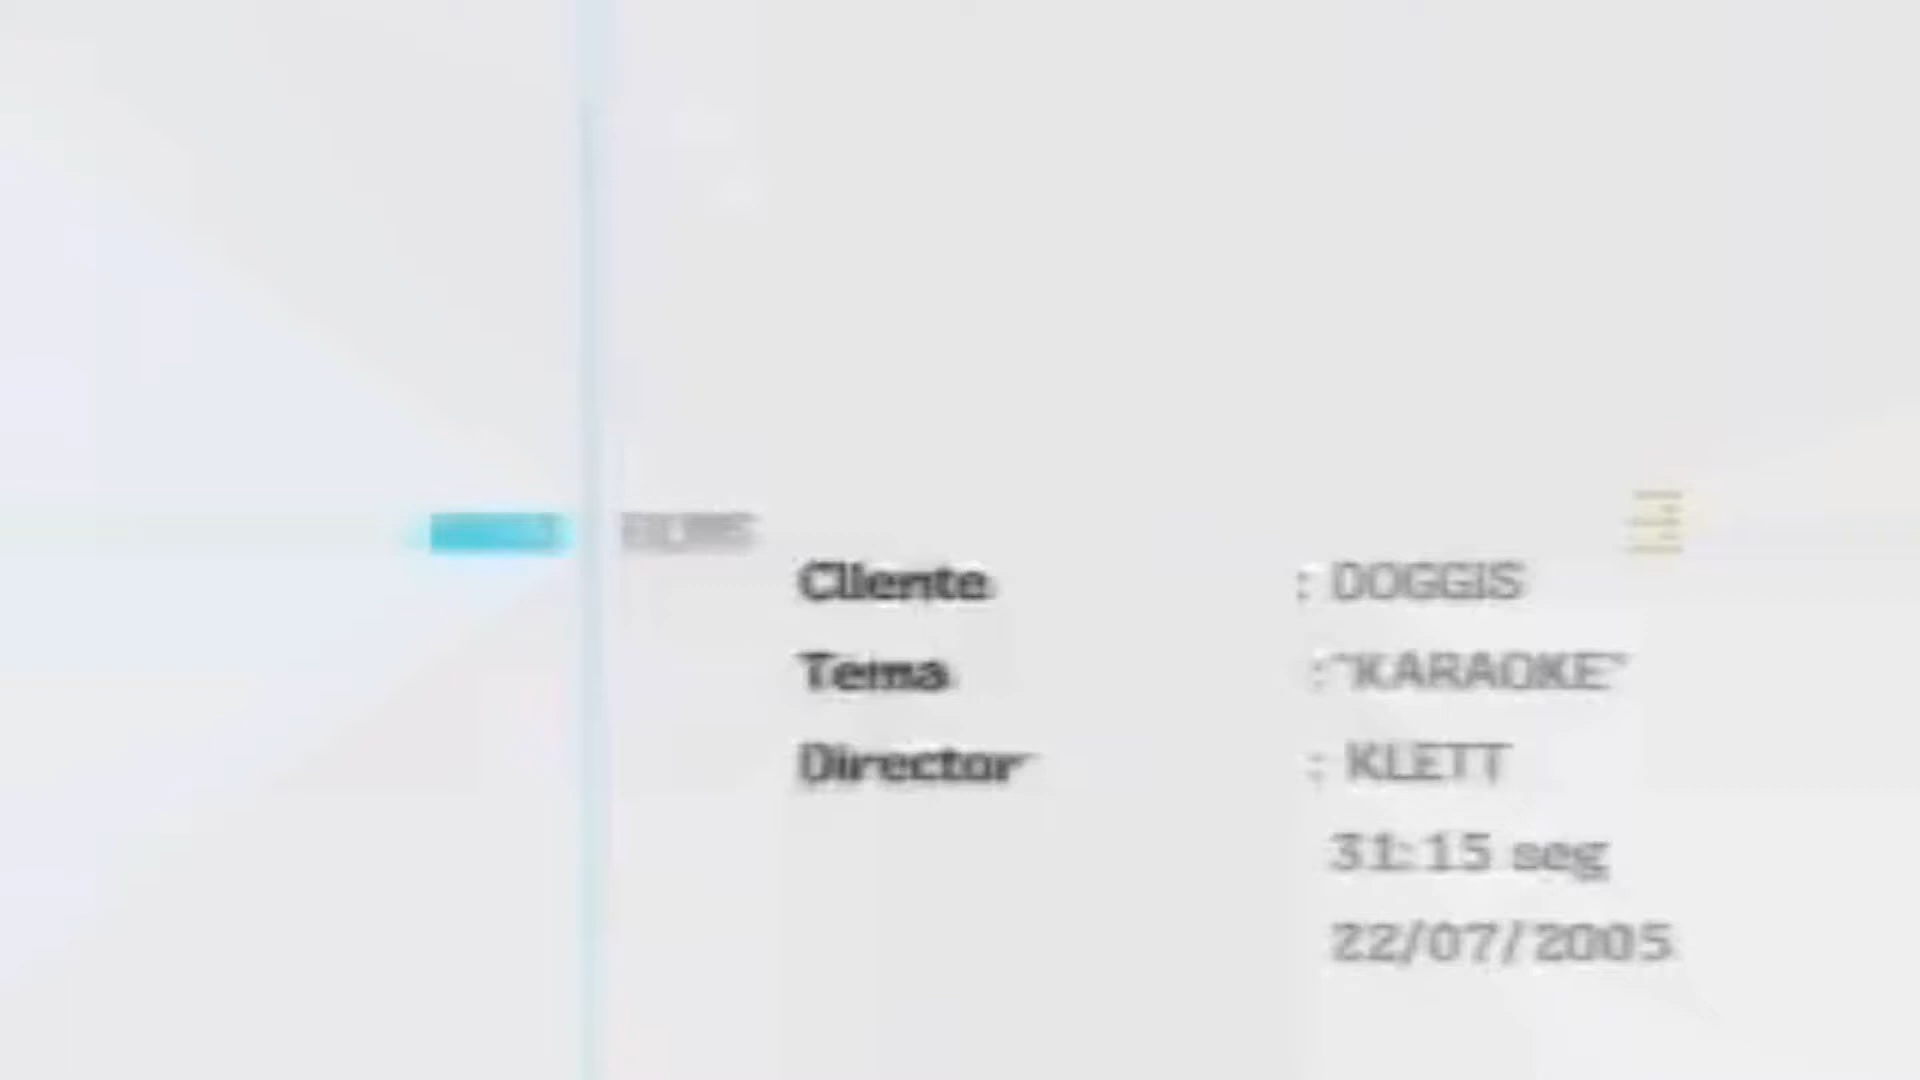 Cliente : DOGGIS
Tema :"KARAOKE"
Director : KLETT
31:15 seg
22/07/2005